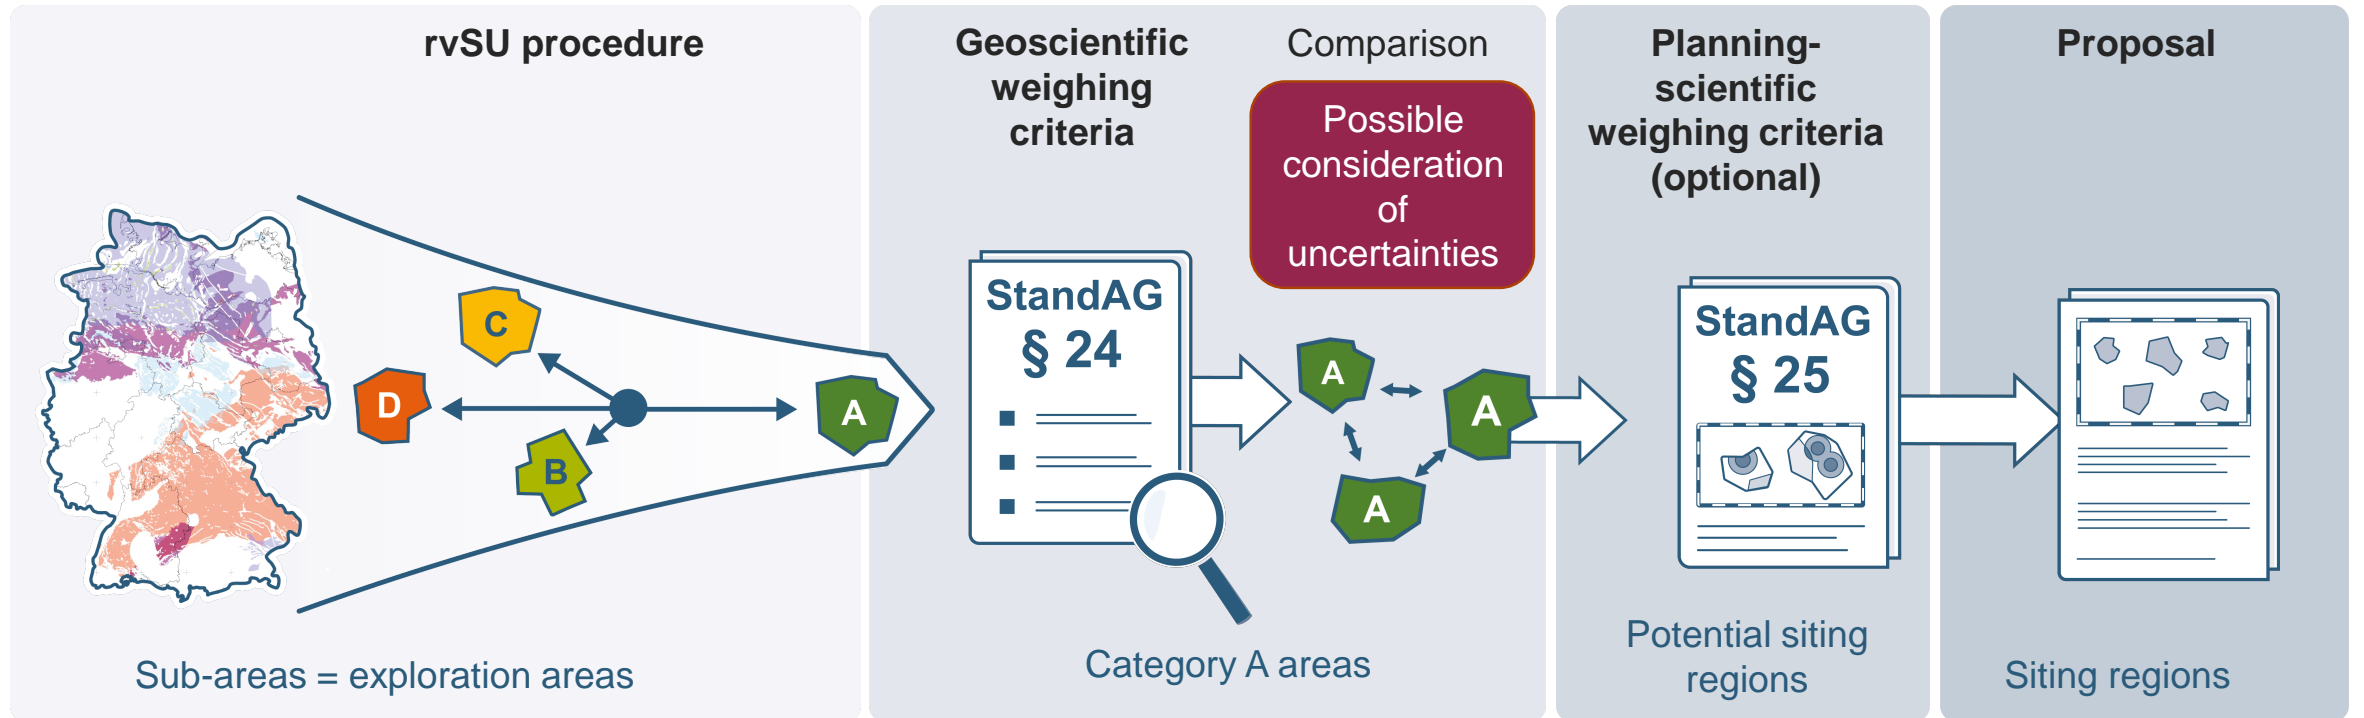 rvSU procedure
C
D
B
A
Sub-areas = exploration areas
Geoscientific
weighing
criteria
StandAG
§ 24
Comparison
Possible
consideration
of
uncertainties
A
A
A
Category A areas
Planning-
scientific
weighing criteria
(optional)
StandAG
§ 25
Potential siting
regions
Proposal
Siting regions